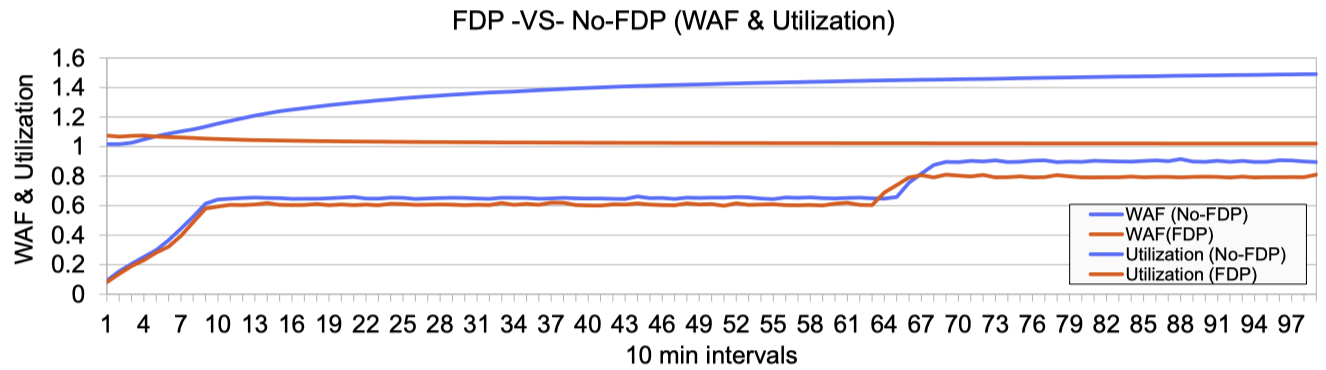 FDP -VS- No-FDP (WAF & Utilization)
WAF & Utilization
1.6
1.4
1.2
1
0.8
0.6
0.4
0.2
0
WAF (No-FDP)
WAF(FDP)
Utilization (No-FDP)
Utilization (FDP)
1 4 7 10 13 16 19 22 25 28 31 34 37 40 43 46 49 52 55 58 61 64 67 70 73 76 79 82 85 88 91 94 97
10 min intervals